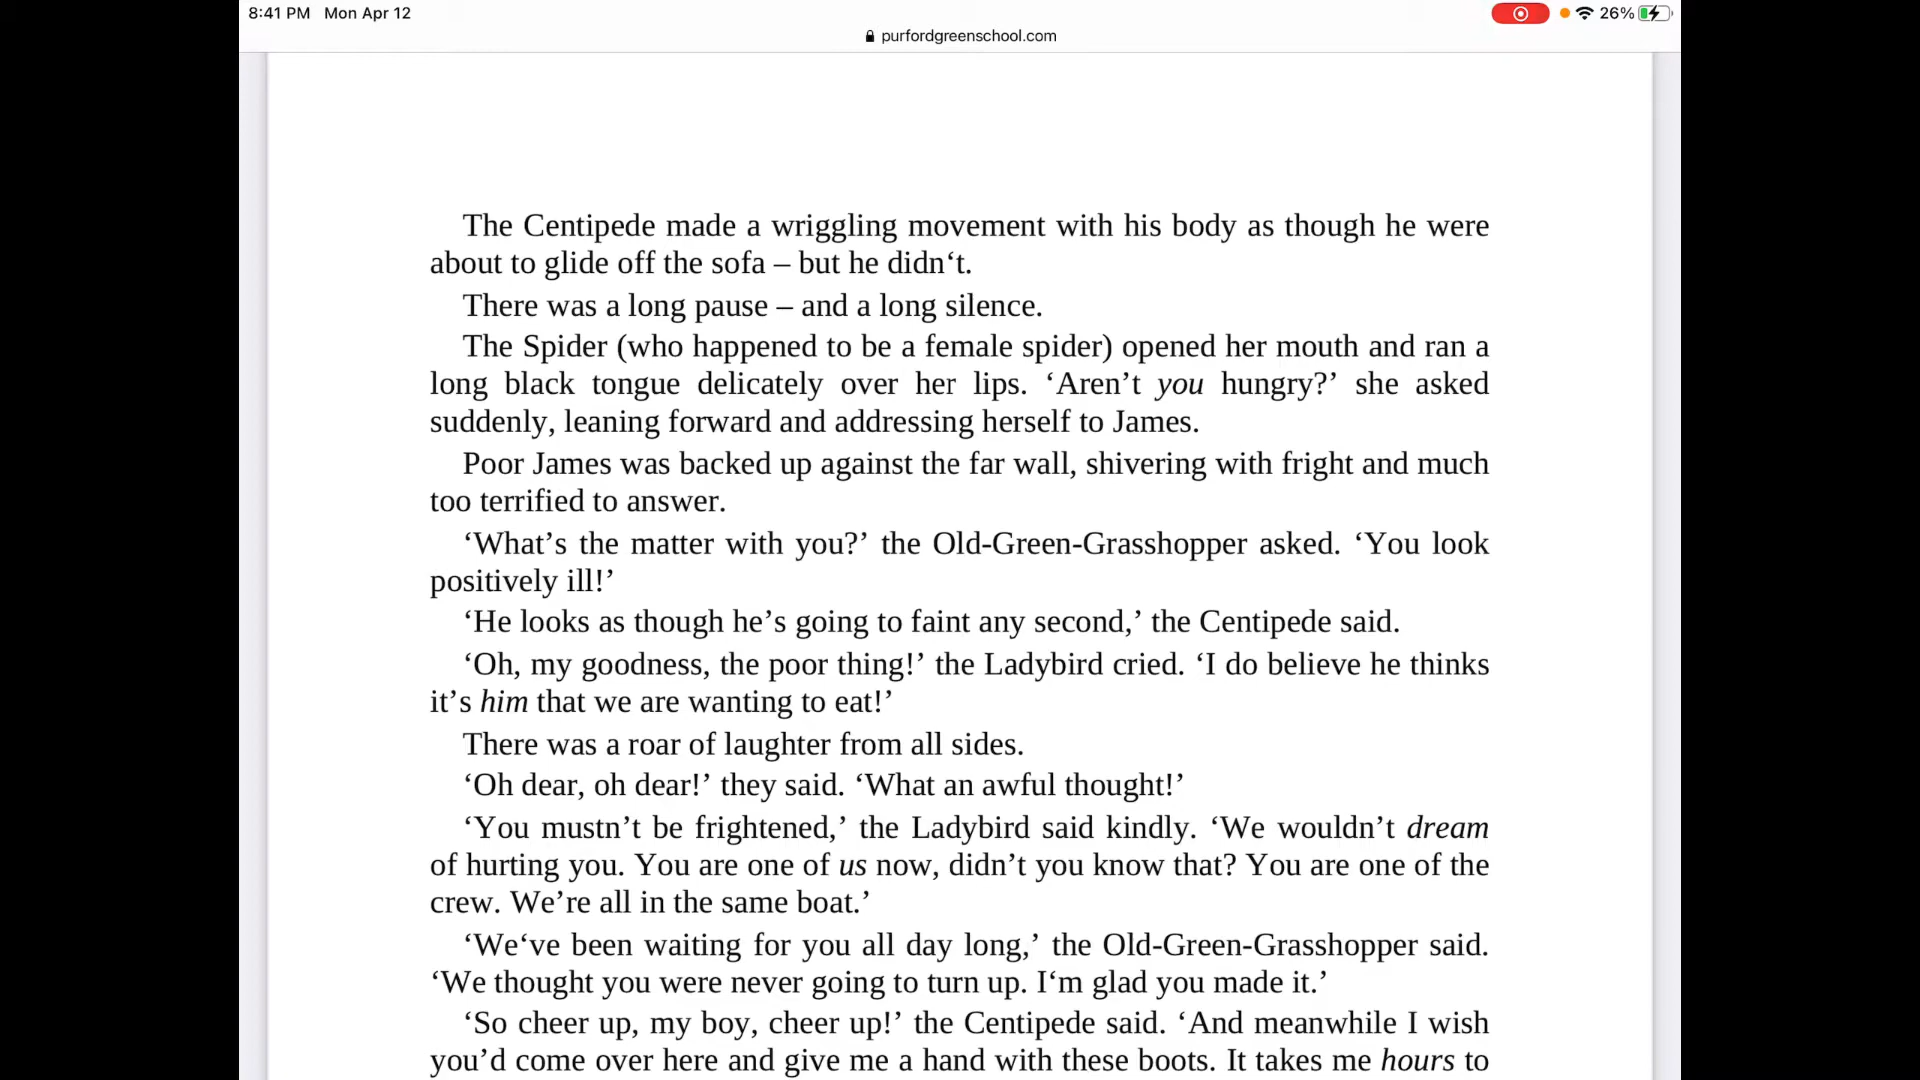 8:41 PM Mon Apr 12
26%
purfordgreenschool.com
The Centipede made a wriggling movement with his body as though he were
about to glide off the sofa – but he didn‘t.
There was a long pause – and a long silence.
The Spider (who happened to be a female spider) opened her mouth and ran a
long black tongue delicately over her lips. ‘Aren’t you hungry?’ she asked
suddenly, leaning forward and addressing herself to James.
Poor James was backed up against the far wall, shivering with fright and much
too terrified to answer.
‘What’s the matter with you?’ the Old-Green-Grasshopper asked. ‘You look
positively ill!’
‘He looks as though he’s going to faint any second,’ the Centipede said.
‘Oh, my goodness, the poor thing!’ the Ladybird cried. ‘I do believe he thinks
it’s him that we are wanting to eat!’
There was a roar of laughter from all sides.
‘Oh dear, oh dear!’ they said. ‘What an awful thought!’
‘You mustn’t be frightened,’ the Ladybird said kindly. ‘We wouldn’t dream
of hurting you. You are one of us now, didn’t you know that? You are one of the
crew. We’re all in the same boat.’
‘We‘ve been waiting for you all day long,’ the Old-Green-Grasshopper said.
‘We thought you were never going to turn up. I‘m glad you made it.’
‘So cheer up, my boy, cheer up!’ the Centipede said. ‘And meanwhile I wish
you’d come over here and give me a hand with these boots. It takes me hours to